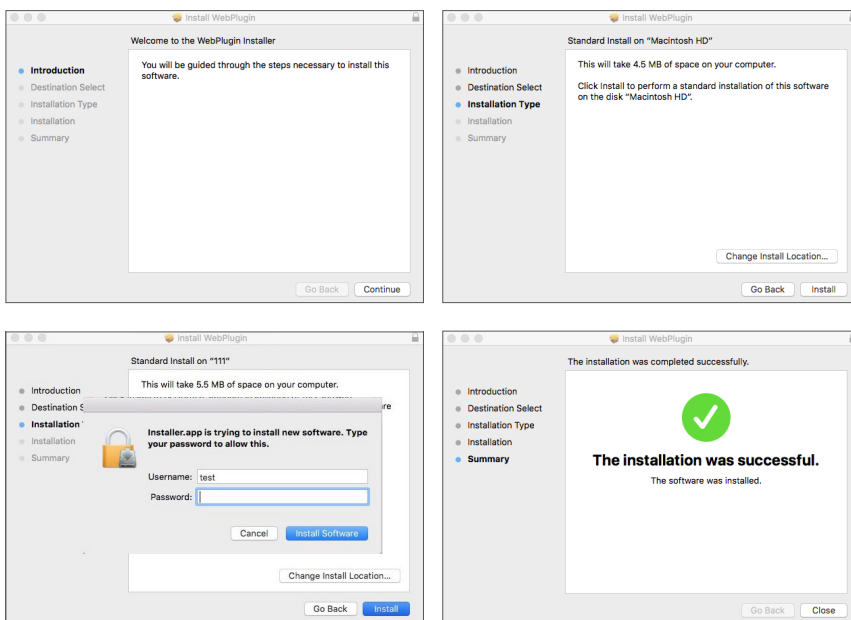 Install WebPlugin
Welcome to the WebPlugin Installer
Introduction
Destination Select
Installation Type
Installation
Summary
You will be guided through the steps necessary to install this
software.
Go Back
Continue
Install WebPlugin
Standard Install on “Macintosh HD”
Introduction
Destination Select
Installation Type
Installation
Summary
This will take 4.5 MB of space on your computer.
Click Install to perform a standard installation of this software
on the disk “Macintosh HD”.
Change Install Location...
Go Back
Install
Install WebPlugin
Standard Install on “111”
Introduction
Destination S
Installation
Installation
Summary
This will take 5.5 MB of space on your computer.
re
Installer.app is trying to install new software. Type
your password to allow this.
Username: test
Password:
Cancel
Install Software
Change Install Location...
Go Back
Install
Install WebPlugin
The installation was completed successfully.
Introduction
Destination Select
Installation Type
Installation
Summary
The installation was successful.
The software was installed.
Go Back
Close